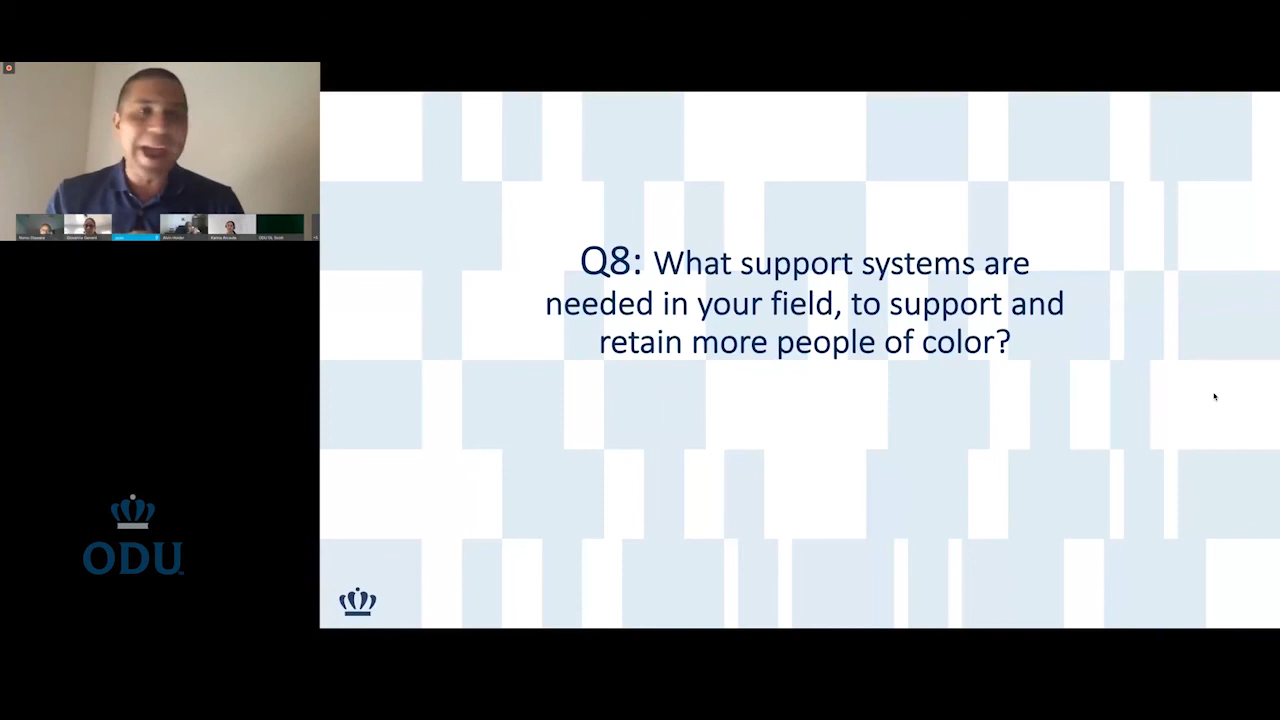 Q8: What support systems are
needed in your field, to support and
retain more people of color?
ODU